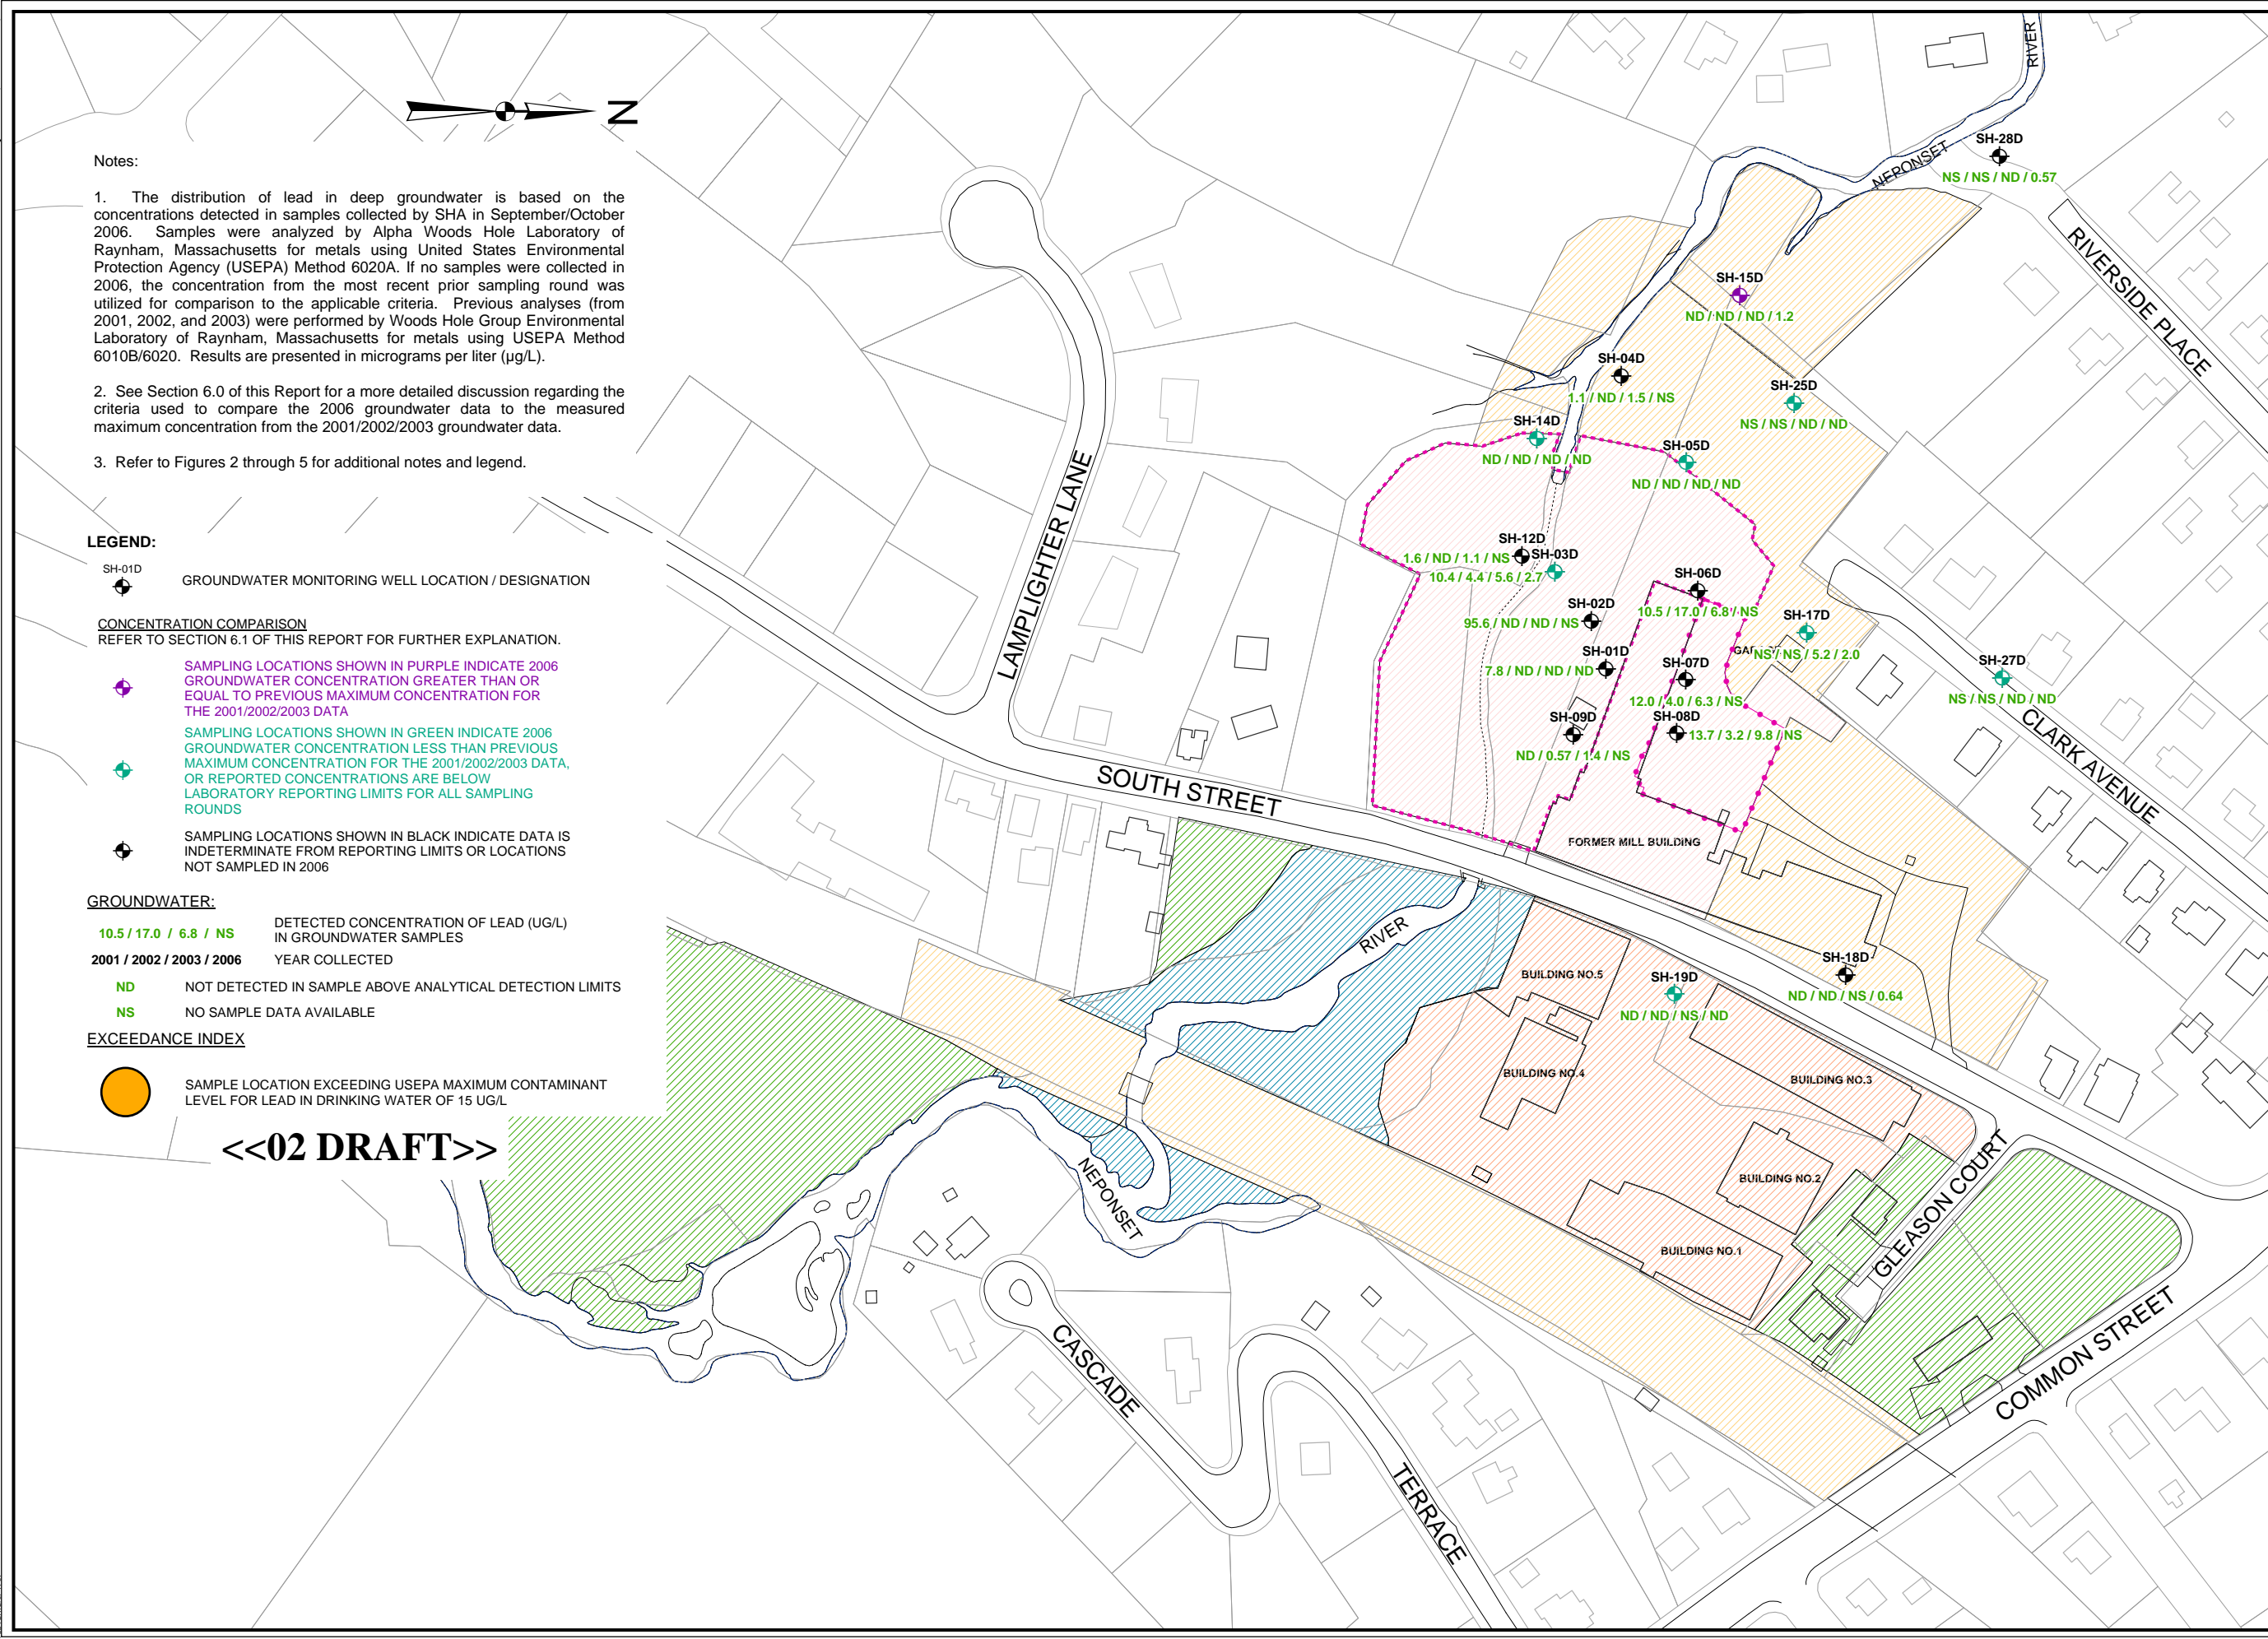 N
Notes:
1. The distribution of lead in deep groundwater is based on the
concentrations detected in samples collected by SHA in September/October
2006. Samples were analyzed by Alpha Woods Hole Laboratory of
Raynham, Massachusetts for metals using United States Environmental
Protection Agency (USEPA) Method 6020A. If no samples were collected in
2006, the concentration from the most recent prior sampling round was
utilized for comparison to the applicable criteria. Previous analyses (from
2001, 2002, and 2003) were performed by Woods Hole Group Environmental
Laboratory of Raynham, Massachusetts for metals using USEPA Method
6010B/6020. Results are presented in micrograms per liter (µg/L).
2. See Section 6.0 of this Report for a more detailed discussion regarding the
criteria used to compare the 2006 groundwater data to the measured
maximum concentration from the 2001/2002/2003 groundwater data.
3. Refer to Figures 2 through 5 for additional notes and legend.
LEGEND:
SH-01D
GROUNDWATER MONITORING WELL LOCATION / DESIGNATION
CONCENTRATION COMPARISON
REFER TO SECTION 6.1 OF THIS REPORT FOR FURTHER EXPLANATION.
SAMPLING LOCATIONS SHOWN IN PURPLE INDICATE 2006
GROUNDWATER CONCENTRATION GREATER THAN OR
EQUAL TO PREVIOUS MAXIMUM CONCENTRATION FOR
THE 2001/2002/2003 DATA
SAMPLING LOCATIONS SHOWN IN GREEN INDICATE 2006
GROUNDWATER CONCENTRATION LESS THAN PREVIOUS
MAXIMUM CONCENTRATION FOR THE 2001/2002/2003 DATA,
OR REPORTED CONCENTRATIONS ARE BELOW
LABORATORY REPORTING LIMITS FOR ALL SAMPLING
ROUNDS
SAMPLING LOCATIONS SHOWN IN BLACK INDICATE DATA IS
INDETERMINATE FROM REPORTING LIMITS OR LOCATIONS
NOT SAMPLED IN 2006
GROUNDWATER:
10.5 / 17.0 / 6.8 / NS
DETECTED CONCENTRATION OF LEAD (UG/L)
IN GROUNDWATER SAMPLES
2001 / 2002 / 2003 / 2006 YEAR COLLECTED
ND NOT DETECTED IN SAMPLE ABOVE ANALYTICAL DETECTION LIMITS
NS NO SAMPLE DATA AVAILABLE
EXCEEDANCE INDEX
SAMPLE LOCATION EXCEEDING USEPA MAXIMUM CONTAMINANT
LEVEL FOR LEAD IN DRINKING WATER OF 15 UG/L
<<02 DRAFT>>
RIVER
NEPONSET
SH-28D
NS / NS / ND / 0.57
RIVERSIDE PLACE
SH-15D
ND / ND / ND / 1.2
SH-04D
1.1 / ND / 1.5 / NS
SH-25D
NS / NS / ND / ND
SH-14D
ND / ND / ND / ND
SH-05D
ND / ND / ND / ND
LAMPLIGHTER LANE
SH-12D
1.6 / ND / 1.1 / NS
SH-03D
10.4 / 4.4 / 5.6 / 2.7
SH-06D
10.5 / 17.0 / 6.8 / NS
SH-02D
95.6 / ND / ND / NS
SH-17D
NS / NS / 5.2 / 2.0
SH-01D
7.8 / ND / ND / ND
SH-07D
12.0 / 4.0 / 6.3 / NS
SH-27D
NS / NS / ND / ND
CLARK AVENUE
SH-09D
ND / 0.57 / 1.4 / NS
SH-08D
13.7 / 3.2 / 9.8 / NS
SOUTH STREET
FORMER MILL BUILDING
RIVER
BUILDING NO.5
SH-19D
ND / ND / NS / ND
SH-18D
ND / ND / NS / 0.64
BUILDING NO.4
BUILDING NO.3
BUILDING NO.2
BUILDING NO.1
NEPONSET
GLEASON COURT
COMMON STREET
CASCADE
TERRACE